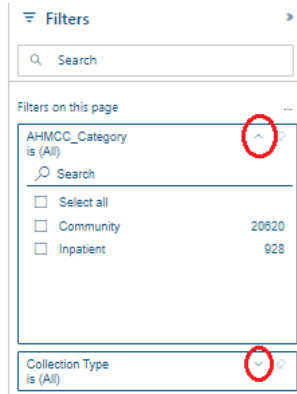 Filters
Search
Filters on this page ...
AHMCC_Category
is (All)
Search
Select all
Community 20620
Inpatient 928
Collection Type
is (All)